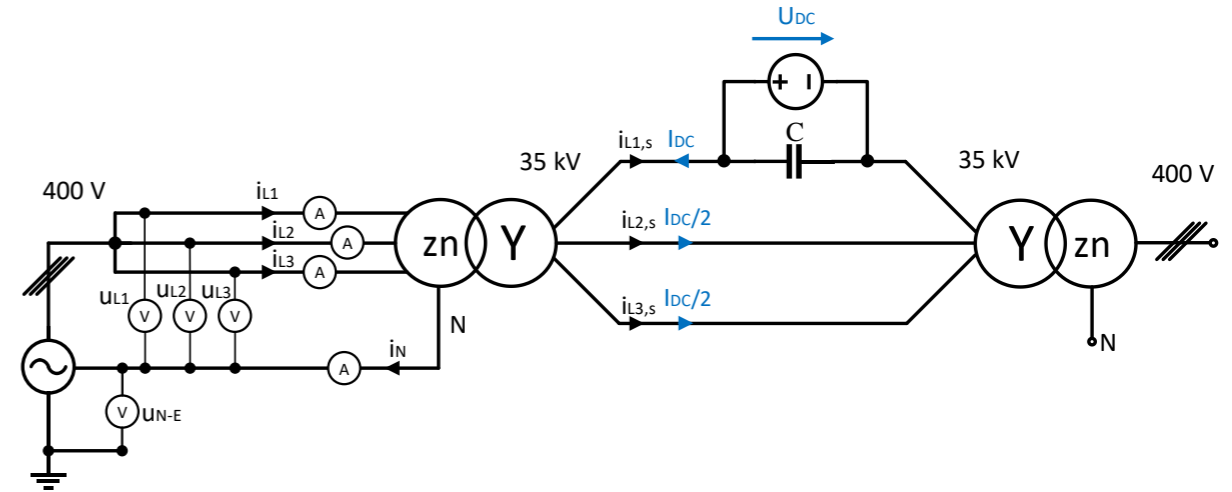 UDC
+ I
C
iL1,s IDC
35 kV
35 kV
400 V
400 V
iL1
A
iL2
A
iL3
A
zn Y
iL2,s IDC/2
Y zn
uL1
uL2
uL3
V
V
V
N
iL3,s IDC/2
N
iN
A
V
uN-E